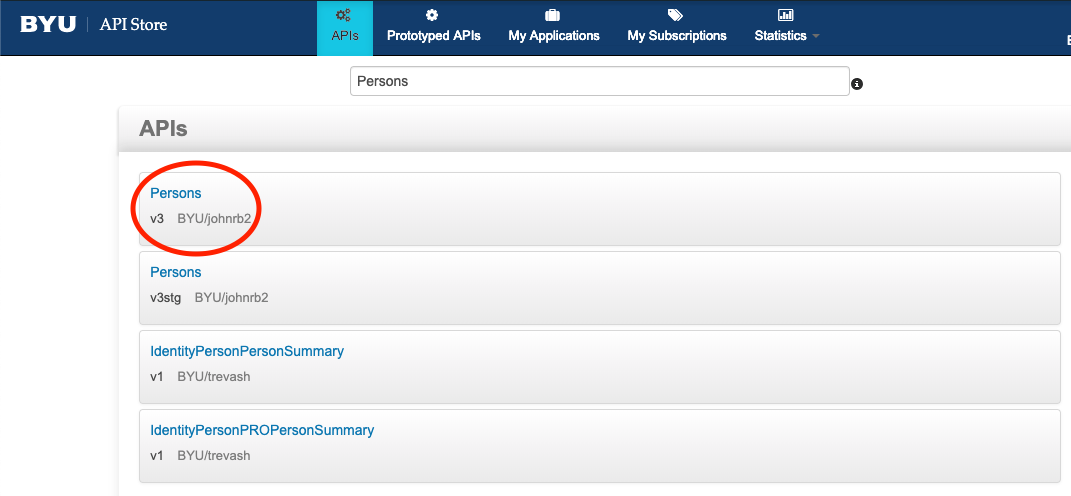 BYU API Store
APIs
Prototyped APIs
My Applications
My Subscriptions
Statistics
Persons
APIs
Persons
v3 BYU/johnrb2
Persons
v3stg BYU/johnrb2
IdentityPersonPersonSummary
v1 BYU/trevash
IdentityPersonPROPersonSummary
v1 BYU/trevash